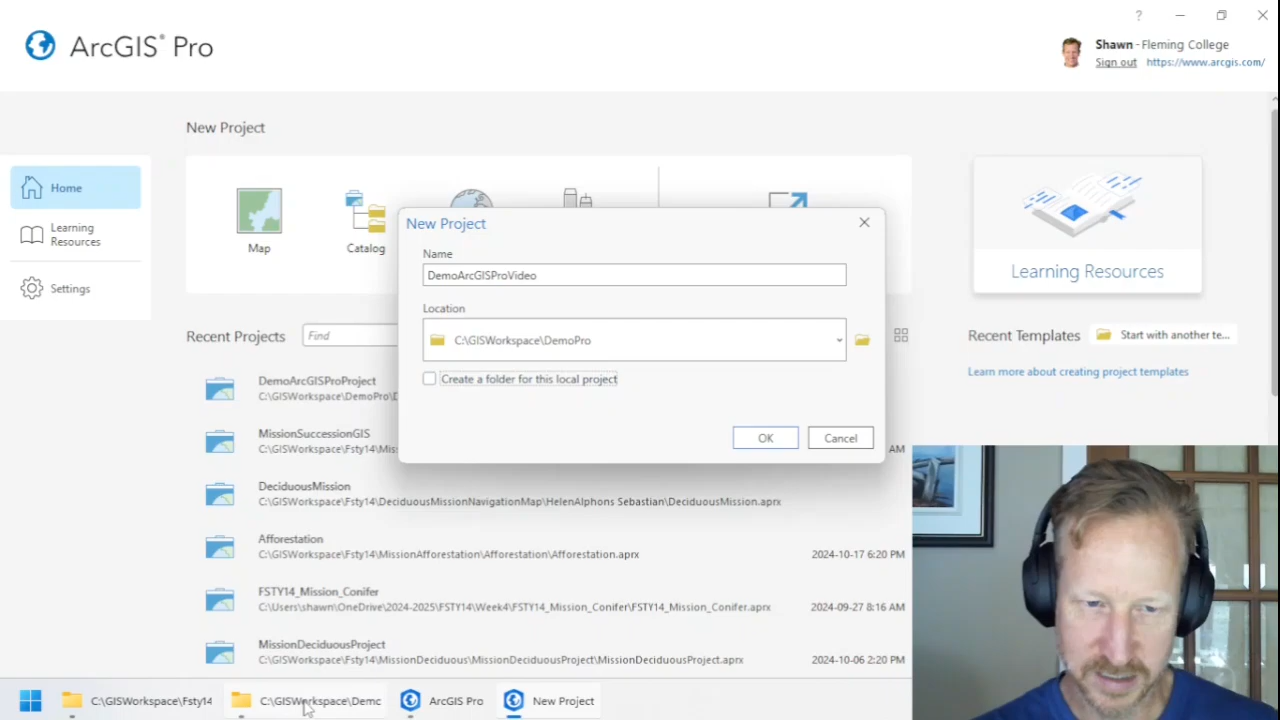 ?
ArcGIS® Pro
Shawn - Fleming College
Sign out https://www.arcgis.com/
New Project
Home
Learning
Resources
Settings
Map
Catalog
New Project
Name
DemoArcGISProVideo
Location
C:\GISWorkspace\DemoPro
Create a folder for this local project
OK
Cancel
Learning Resources
Recent Projects
Find
Recent Templates
Start with another te...
Learn more about creating project templates
DemoArcGISProProject
C:\GISWorkspace\DemoPro\D
MissionSuccessionGIS
C:\GISWorkspace\Fsty14\Mis
AM
DeciduousMission
C:\GISWorkspace\Fsty14\DeciduousMissionNavigationMap\HelenAlphons Sebastian\DeciduousMission.aprx
Afforestation
C:\GISWorkspace\Fsty14\MissionAfforestation\Afforestation.aprx
2024-10-17 6:20 PM
FSTY14_Mission_Conifer
C:\Users\shawn\OneDrive\2024-2025\FSTY14\Week4\FSTY14_Mission_Conifer\FSTY14_Mission_Conifer.aprx
2024-09-27 8:16 AM
MissionDeciduousProject
C:\GISWorkspace\Fsty14\MissionDeciduous\MissionDeciduousProject\MissionDeciduousProject.aprx
2024-10-06 2:20 PM
C:\GISWorkspace\Fsty14
C:\GISWorkspace\Demo
ArcGIS Pro
New Project